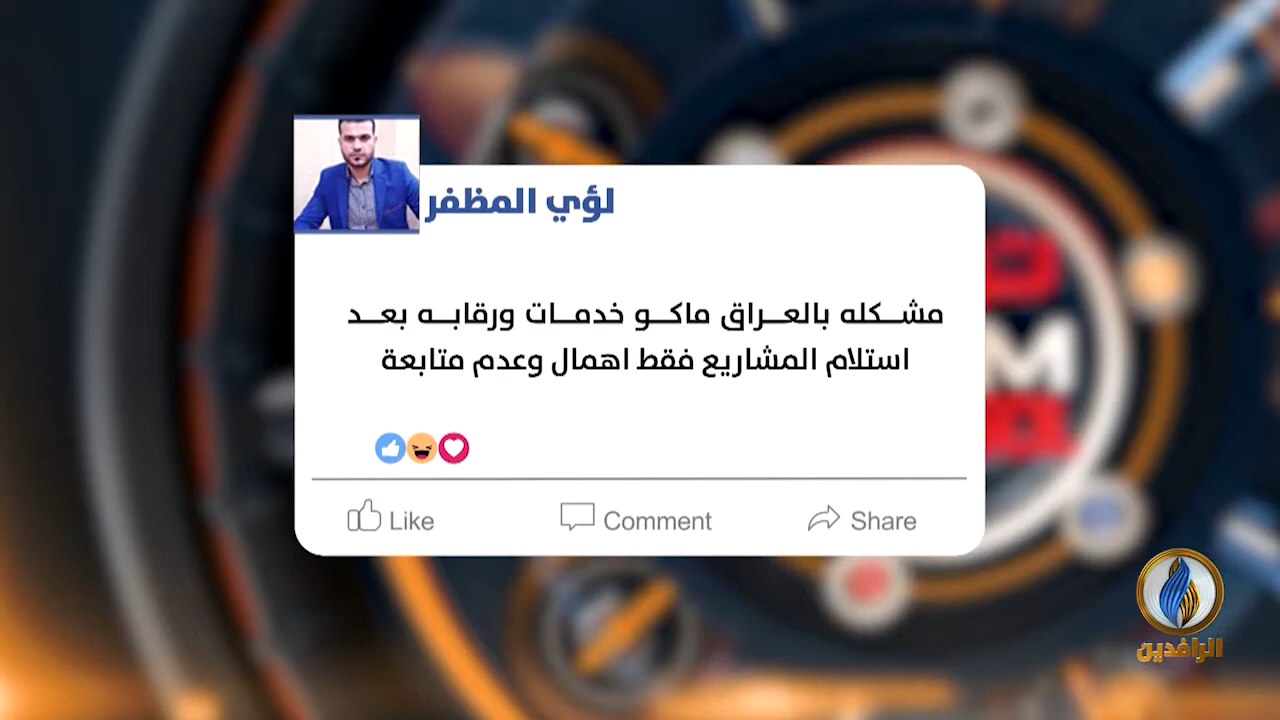 لؤي المظفر
مشكله بالعراق ماكو خدمات ورقابه بعد
استلام المشاريع فقط اهمال وعدم متابعة
Like Comment Share
الرافدين